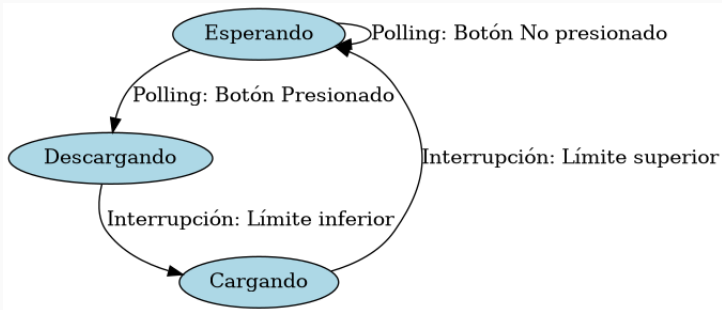 Esperando
Polling: Botón No presionado
Polling: Botón Presionado
Descargando
Interrupción: Límite superior
Interrupción: Límite inferior
Cargando